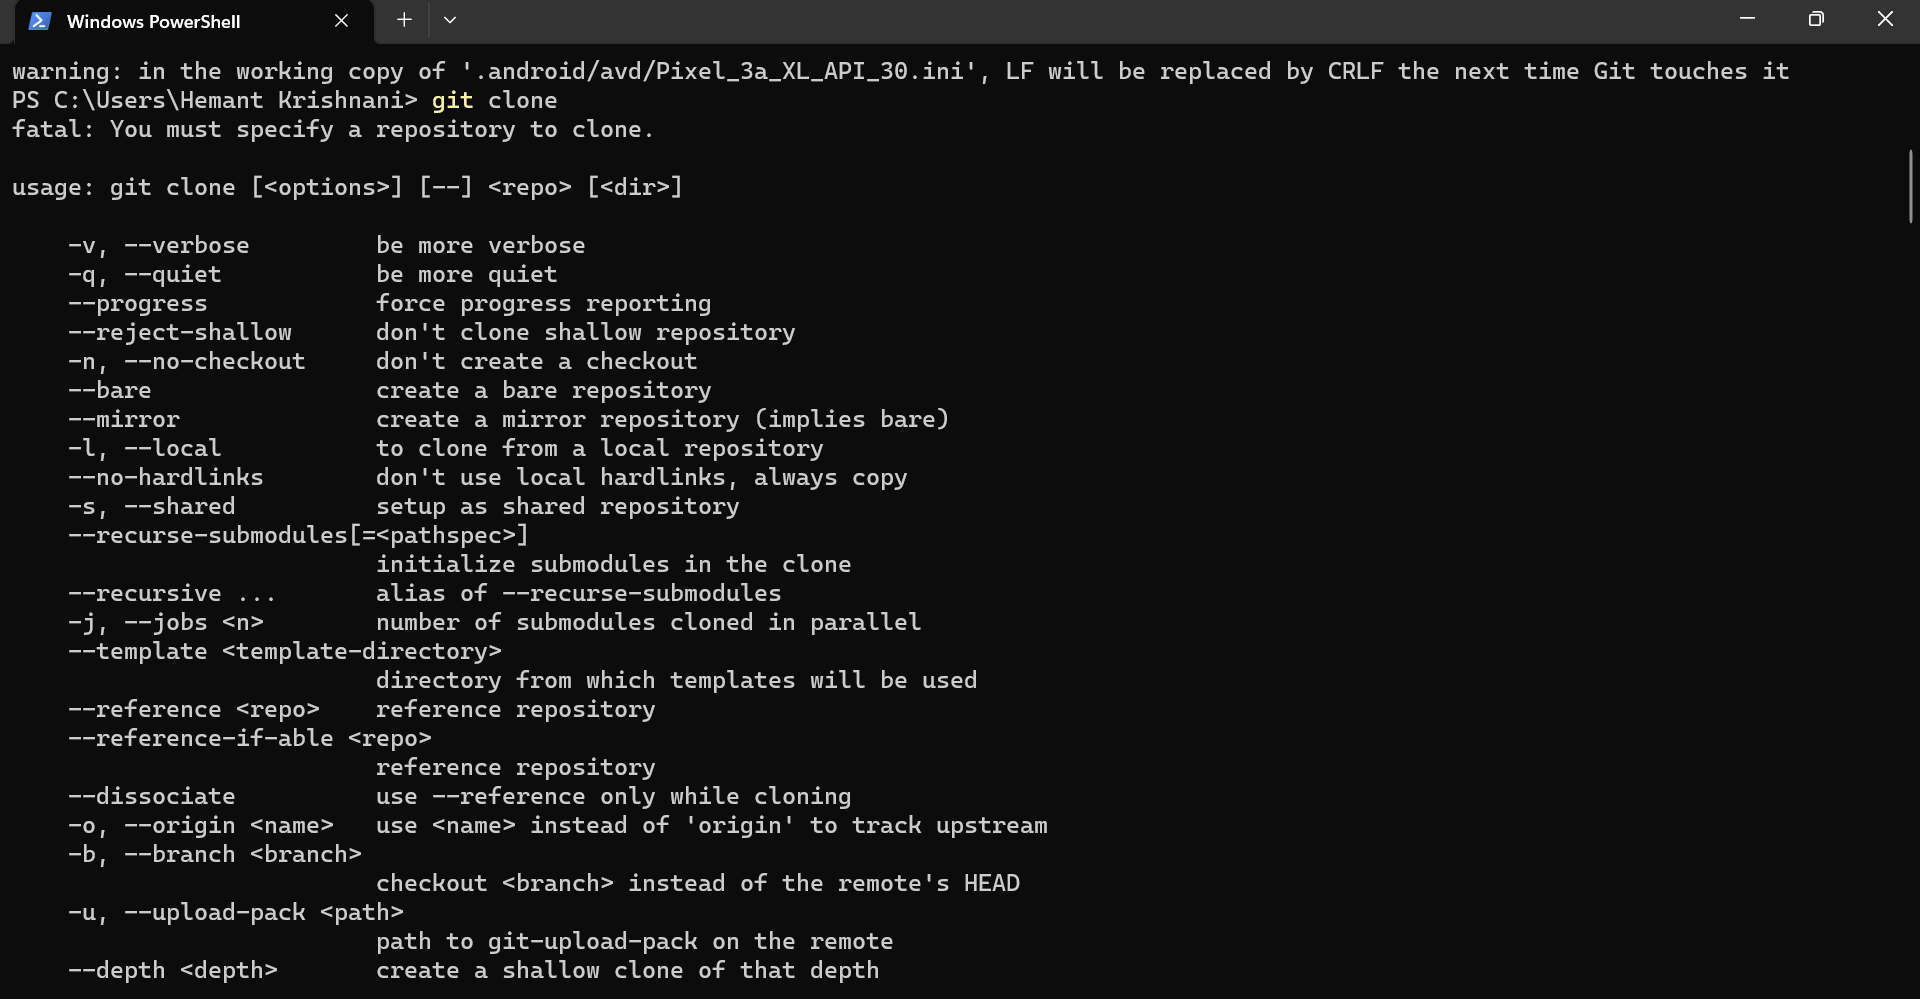 Windows PowerShell
warning: in the working copy of '.android/avd/Pixel_3a_XL_API_30.ini', LF will be replaced by CRLF the next time Git touches it
PS C:\Users\Hemant Krishnani> git clone
fatal: You must specify a repository to clone.
usage: git clone [<options>] [--] <repo> [<dir>]
-v, --verbose be more verbose
-q, --quiet be more quiet
--progress force progress reporting
--reject-shallow don't clone shallow repository
-n, --no-checkout don't create a checkout
--bare create a bare repository
--mirror create a mirror repository (implies bare)
-l, --local to clone from a local repository
--no-hardlinks don't use local hardlinks, always copy
-s, --shared setup as shared repository
--recurse-submodules[=<pathspec>]
initialize submodules in the clone
--recursive ... alias of --recurse-submodules
-j, --jobs <n> number of submodules cloned in parallel
--template <template-directory>
directory from which templates will be used
--reference <repo> reference repository
--reference-if-able <repo>
reference repository
--dissociate use --reference only while cloning
-o, --origin <name> use <name> instead of 'origin' to track upstream
-b, --branch <branch>
checkout <branch> instead of the remote's HEAD
-u, --upload-pack <path>
path to git-upload-pack on the remote
--depth <depth> create a shallow clone of that depth